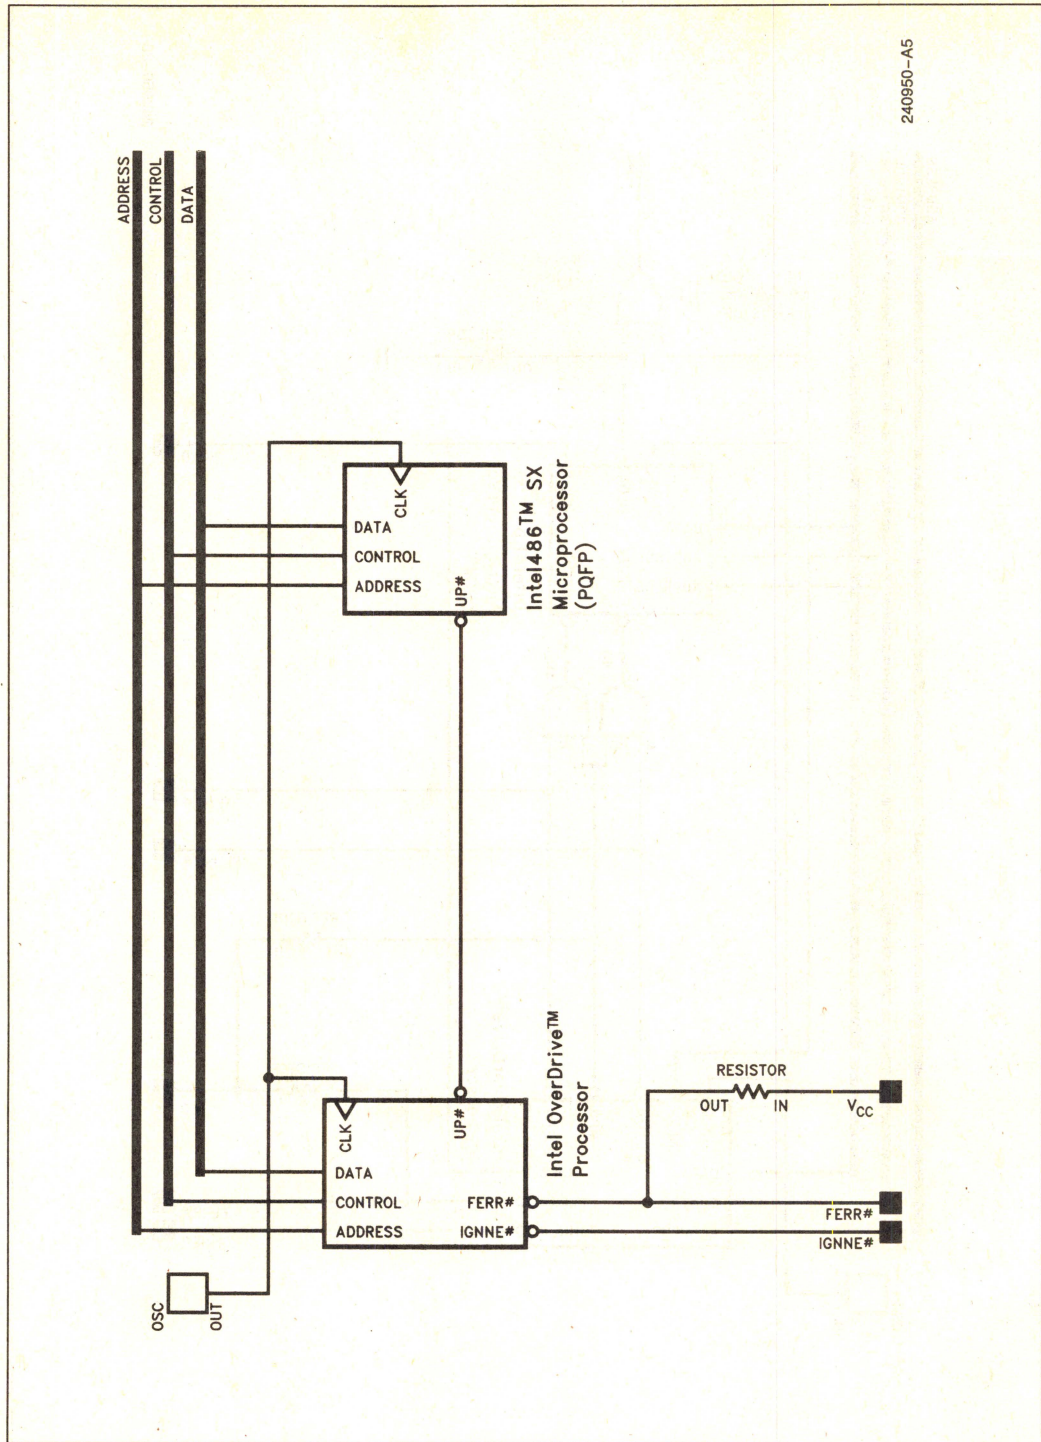 240950-A5
ADDRESS
CONTROL
DATA
CLK
DATA
CONTROL
ADDRESS
UP#
Intel486™ SX
Microprocessor
(PQFP)
CLK
UP#
DATA
CONTROL
ADDRESS
FERR#
IGNNE#
Intel OverDrive™
Processor
RESISTOR
OUT
IN
VCC
FERR#
IGNNE#
OSC
OUT